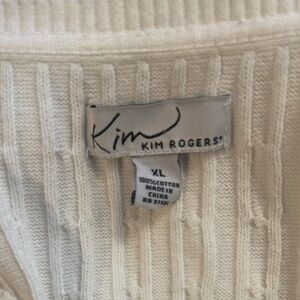 Kim
KIM ROGERS
XL
100%COTTON
MADE IN
CHINA